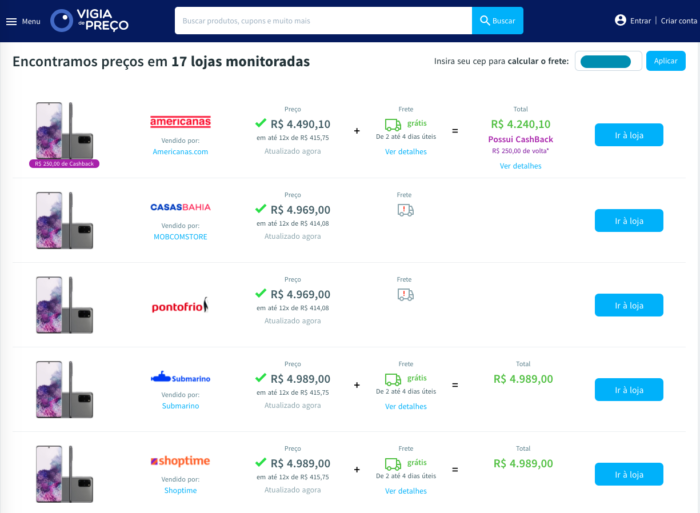 Menu
VIGIA
de PREÇO
Buscar produtos, cupons e muito mais
Buscar
Entrar | Criar conta
Encontramos preços em 17 lojas monitoradas
Insira seu cep para calcular o frete:
Aplicar
R$ 250,00 de Cashback
americanas
Vendido por:
Americanas.com
Preço
R$ 4.490,10
em até 12x de R$ 415,75
Atualizado agora
+
Frete
grátis
De 2 até 4 dias úteis
Ver detalhes
=
Total
R$ 4.240,10
Possui CashBack
R$ 250,00 de volta*
Ver detalhes
Ir à loja
CASASBAHIA
Vendido por:
MOBCOMSTORE
Preço
R$ 4.969,00
em até 12x de R$ 414,08
Atualizado agora
Frete
Ir à loja
pontofrio
Preço
R$ 4.969,00
em até 12x de R$ 414,08
Atualizado agora
Frete
Ir à loja
Submarino
Vendido por:
Submarino
Preço
R$ 4.989,00
em até 12x de R$ 415,75
Atualizado agora
+
Frete
grátis
De 2 até 4 dias úteis
Ver detalhes
=
Total
R$ 4.989,00
Ir à loja
shoptime
Vendido por:
Shoptime
Preço
R$ 4.989,00
em até 12x de R$ 415,75
Atualizado agora
+
Frete
grátis
De 2 até 4 dias úteis
Ver detalhes
=
Total
R$ 4.989,00
Ir à loja